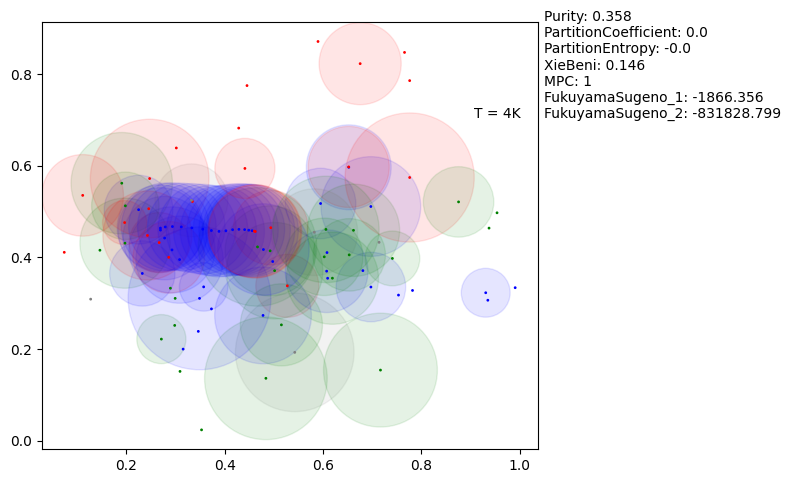 Purity: 0.358
PartitionCoefficient: 0.0
PartitionEntropy: -0.0
XieBeni: 0.146
MPC: 1
FukuyamaSugeno_1: -1866.356
FukuyamaSugeno_2: -831828.799
T = 4K
0.8
0.6
0.4
0.2
0.0
0.2 0.4 0.6 0.8 1.0